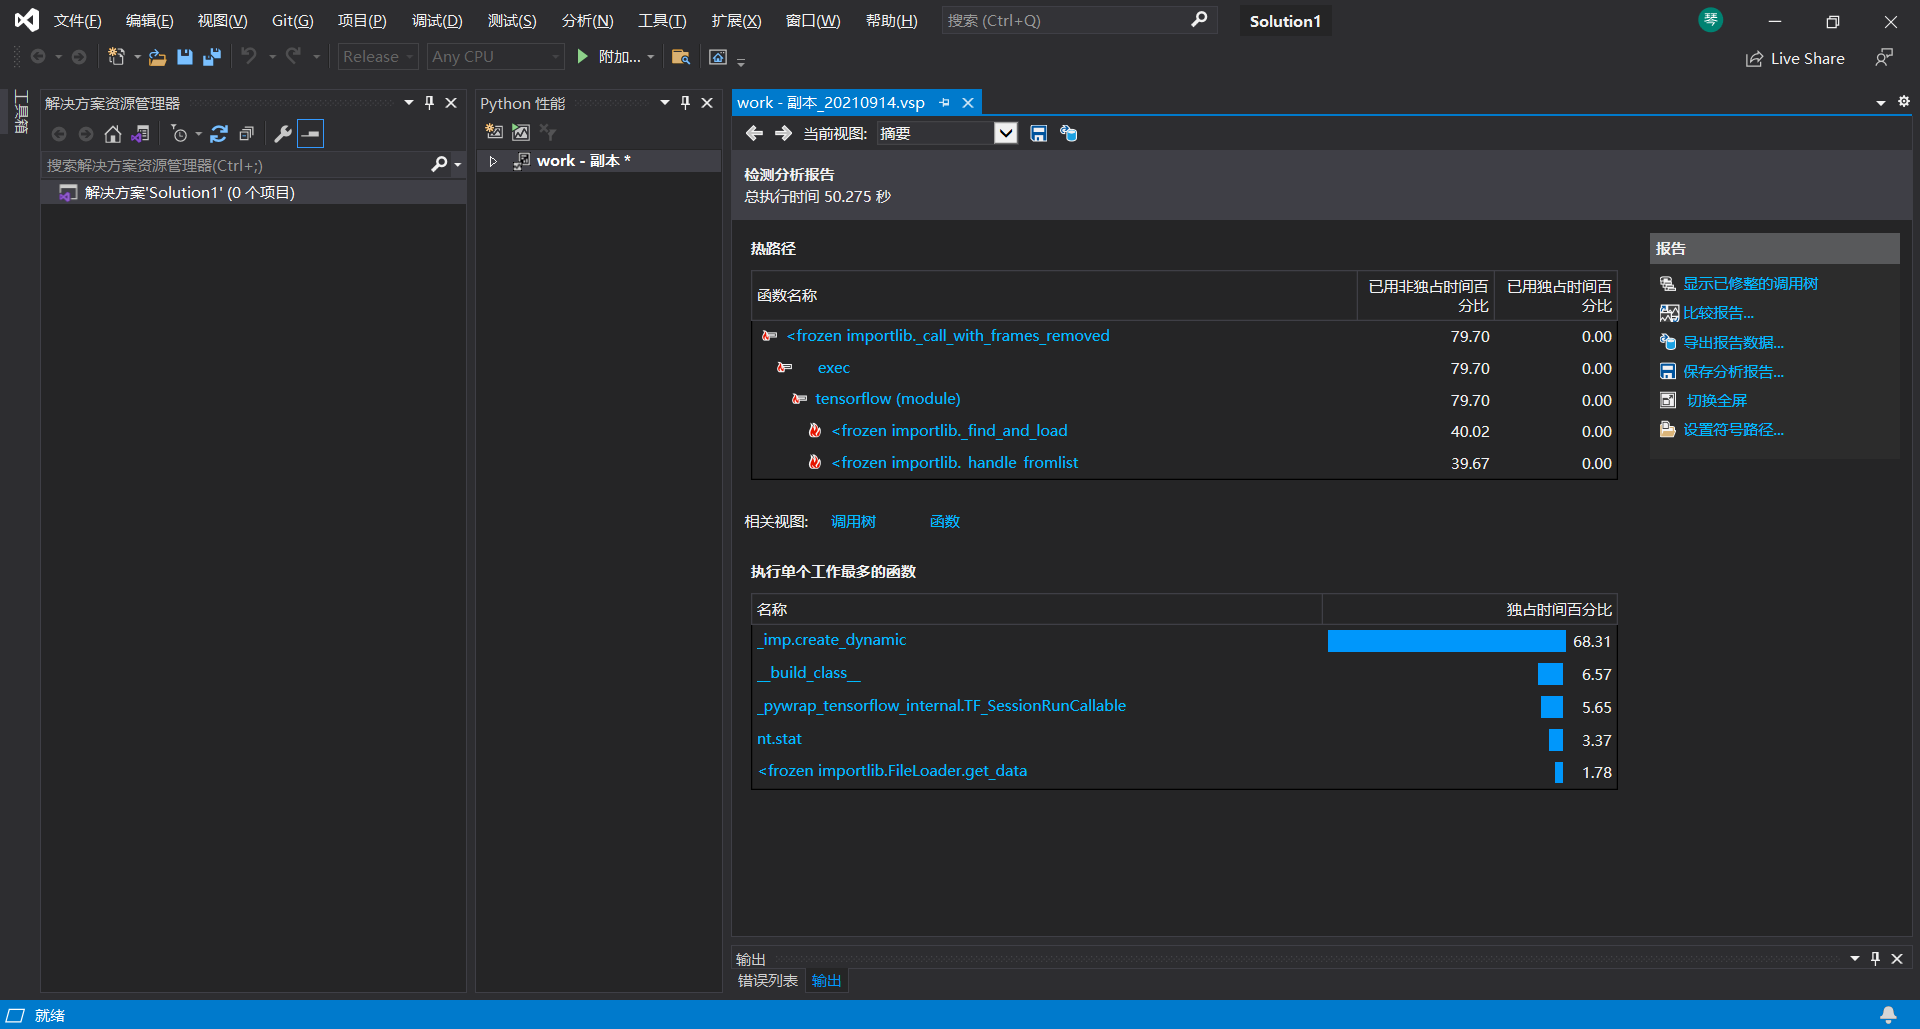 文件(F) 编辑(E) 视图(V) Git(G) 项目(P) 调试(D) 测试(S) 分析(N) 工具(T) 扩展(X) 窗口(W) 帮助(H) 搜索 (Ctrl+Q) Solution1 琴
Release Any CPU 附加... Live Share
工具箱
解决方案资源管理器
搜索解决方案资源管理器(Ctrl+;)
解决方案'Solution1' (0 个项目)
Python 性能
work - 副本 *
work - 副本_20210914.vsp
当前视图: 摘要
检测分析报告
总执行时间 50.275 秒
热路径
函数名称 已用非独占时间百分比 已用独占时间百分比
<frozen importlib._call_with_frames_removed 79.70 0.00
exec 79.70 0.00
tensorflow (module) 79.70 0.00
<frozen importlib._find_and_load 40.02 0.00
<frozen importlib._handle_fromlist 39.67 0.00
相关视图: 调用树 函数
执行单个工作最多的函数
名称 独占时间百分比
_imp.create_dynamic 68.31
__build_class__ 6.57
_pywrap_tensorflow_internal.TF_SessionRunCallable 5.65
nt.stat 3.37
<frozen importlib.FileLoader.get_data 1.78
报告
显示已修整的调用树
比较报告...
导出报告数据...
保存分析报告...
切换全屏
设置符号路径...
输出
错误列表 输出
就绪